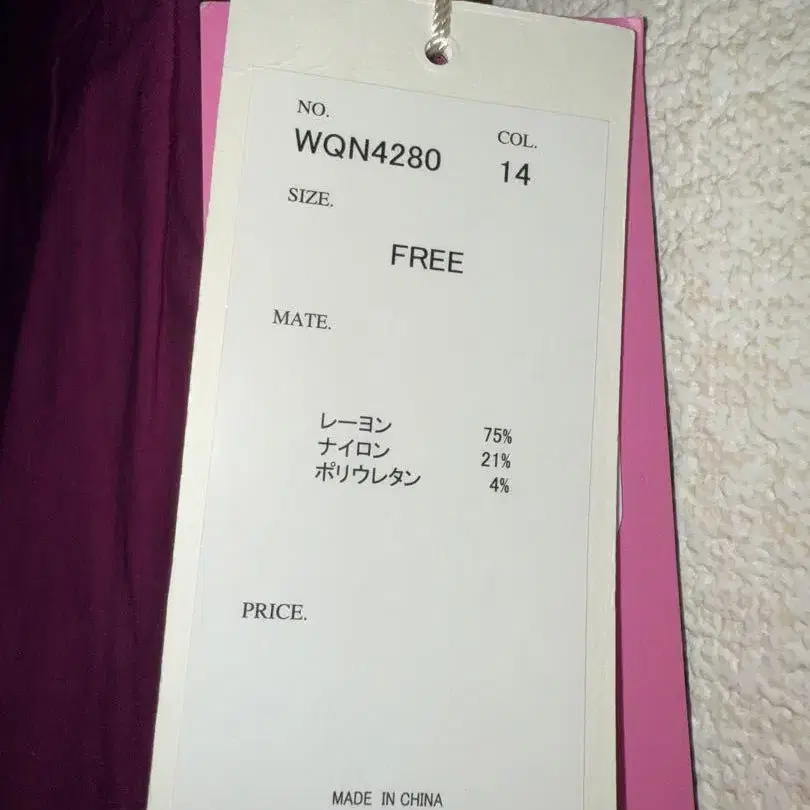 NO.
COL.
WQN4280
14
SIZE.
FREE
MATE.
レーヨン 75%
ナイロン 21%
ポリウレタン 4%
PRICE.
MADE IN CHINA